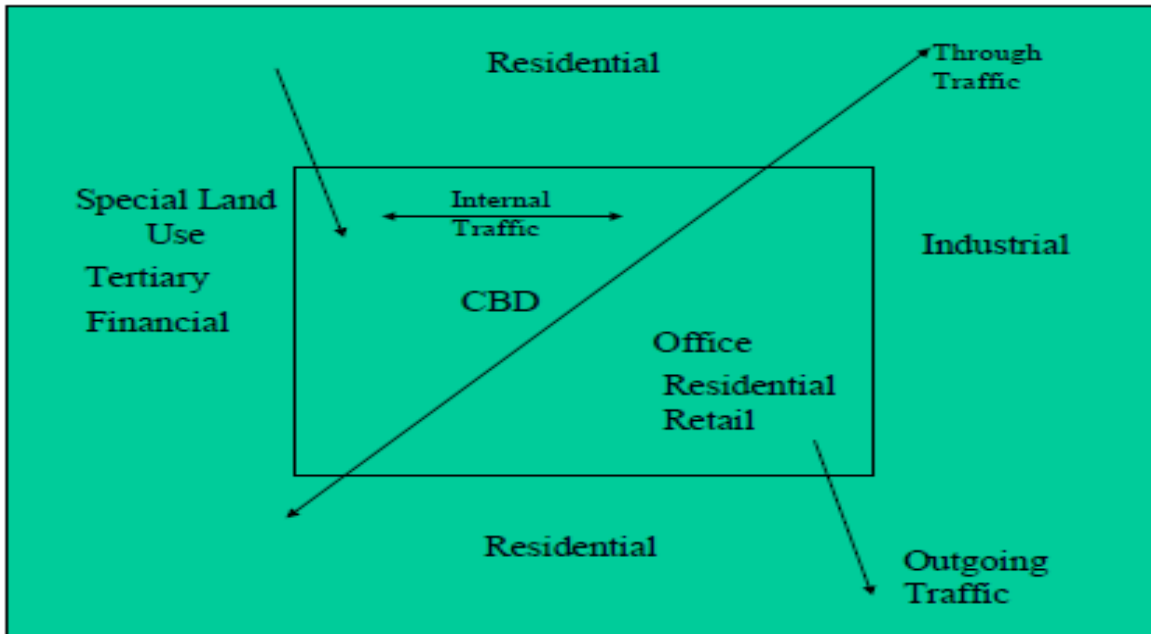 Residential
Through
Traffic
Special Land
Use
Tertiary
Financial
Internal
Traffic
CBD
Industrial
Office
Residential
Retail
Residential
Outgoing
Traffic